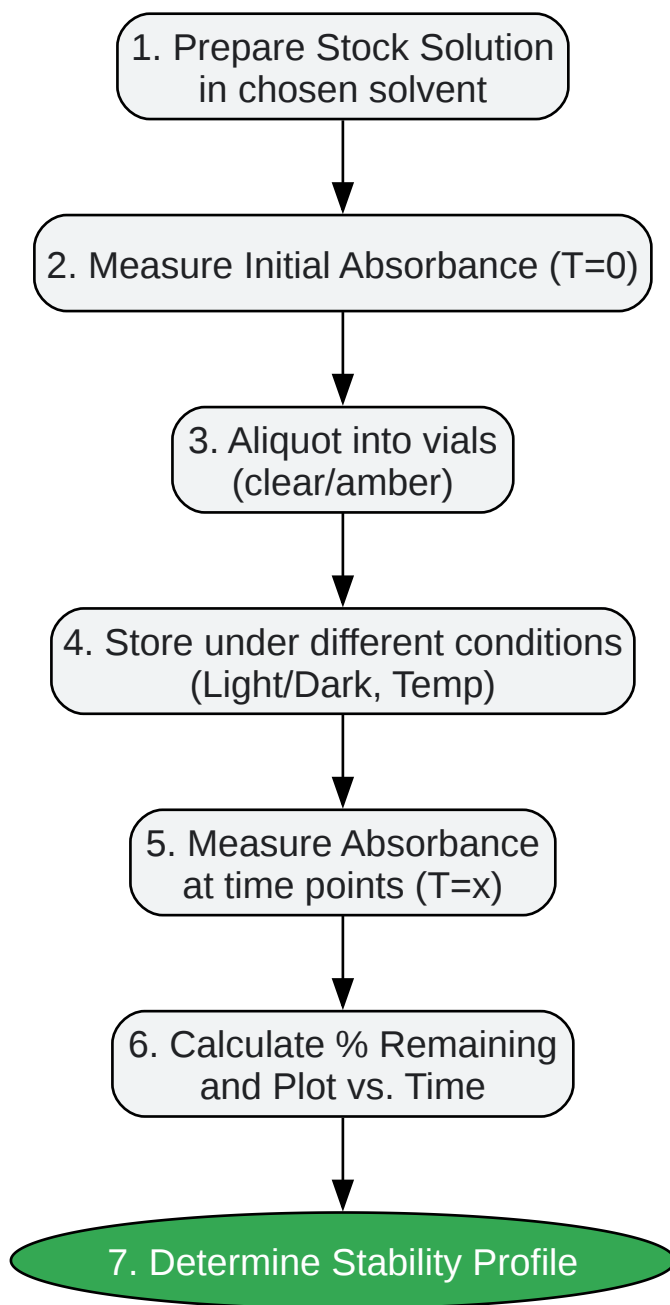 1. Prepare Stock Solution
in chosen solvent
2. Measure Initial Absorbance (T=0)
3. Aliquot into vials
(clear/amber)
4. Store under different conditions
(Light/Dark, Temp)
5. Measure Absorbance
at time points (T=x)
6. Calculate % Remaining
and Plot vs. Time
7. Determine Stability Profile